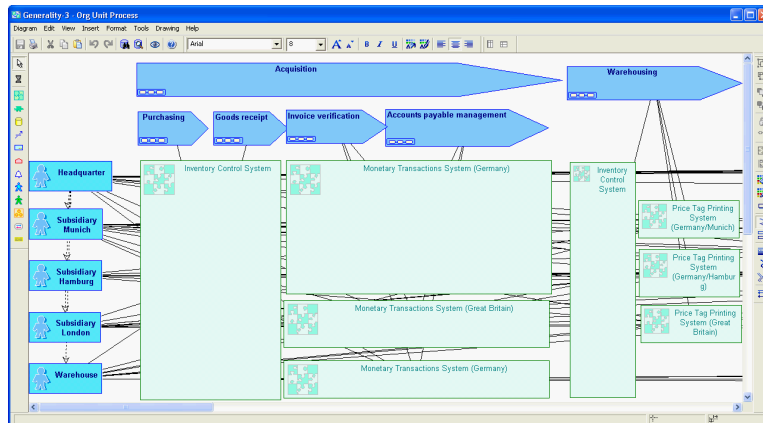 Generality-3 - Org Unit Process
Diagram Edit View Insert Format Tools Drawing Help
Arial 8 A A B I U
Acquisition
Warehousing
Purchasing Goods receipt Invoice verification Accounts payable management
Headquarter
Inventory Control System
Monetary Transactions System (Germany)
Inventory
Control
System
Subsidiary
Munich
Price Tag Printing
System
(Germany/Munich)
Subsidiary
Hamburg
Price Tag Printing
System
(Germany/Hambur
g)
Subsidiary
London
Monetary Transactions System (Great Britain)
Price Tag Printing
System (Great
Britain)
Warehouse
Monetary Transactions System (Germany)